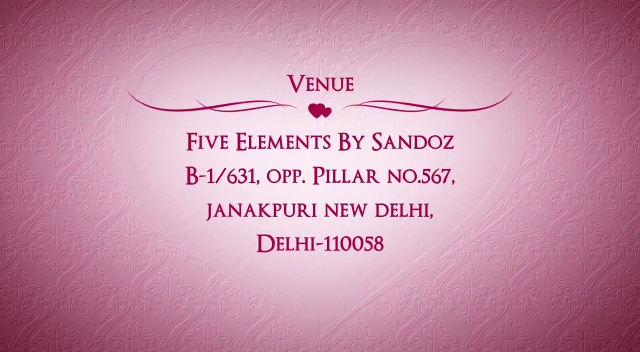 Venue
Five Elements By Sandoz
B-1/631, opp. Pillar no.567,
janakpuri new delhi,
Delhi-110058